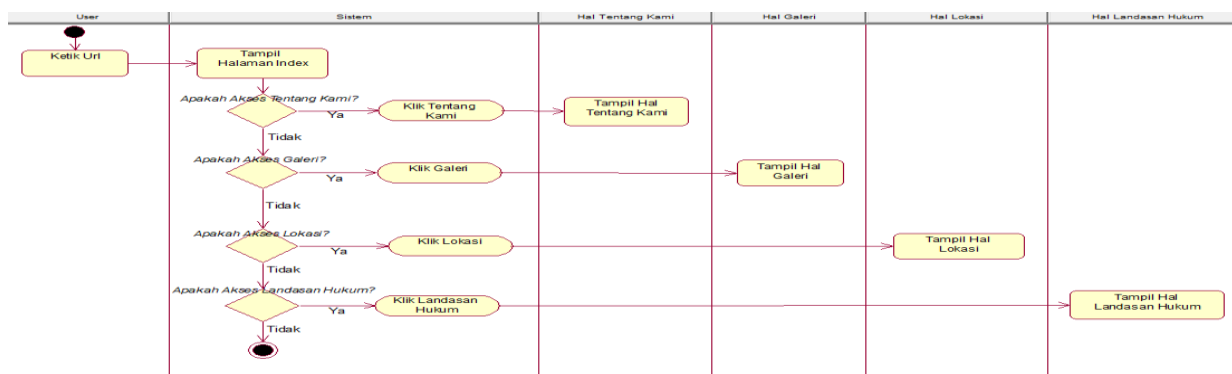 User
Sistem
Hal Tentang Kami
Hal Galeri
Hal Lokasi
Hal Landasan Hukum
Ketik Url
Tampil
Halaman Index
Apakah Akses Tentang Kami?
Ya
Klik Tentang
Kami
Tampil Hal
Tentang Kami
Tidak
Apakah Akses Galeri?
Ya
Klik Galeri
Tampil Hal
Galeri
Tidak
Apakah Akses Lokasi?
Ya
Klik Lokasi
Tampil Hal
Lokasi
Tidak
Apakah Akses Landasan Hukum?
Ya
Klik Landasan
Hukum
Tampil Hal
Landasan Hukum
Tidak